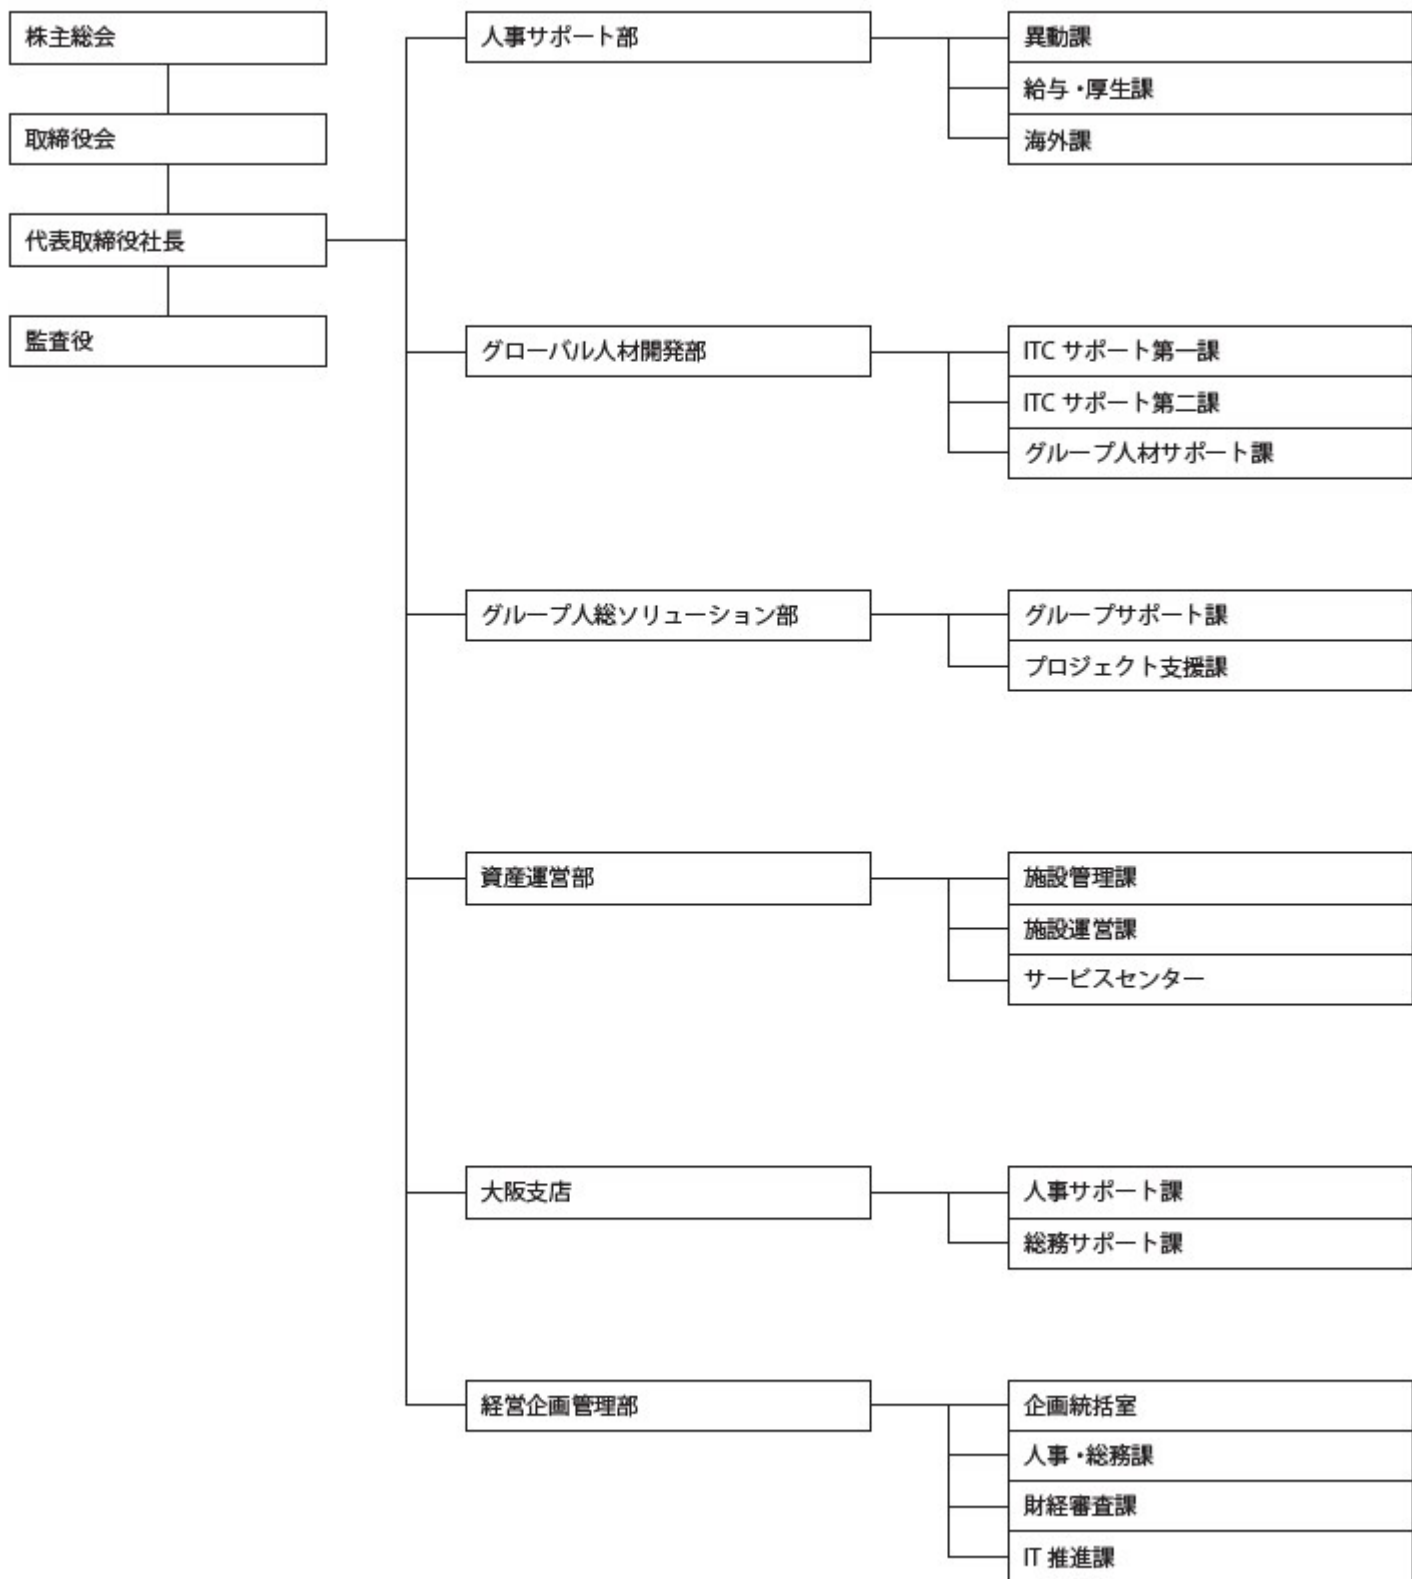 株主総会
取締役会
代表取締役社長
監査役
人事サポート部
異動課
給与・厚生課
海外課
グローバル人材開発部
ITC サポート第一課
ITC サポート第二課
グループ人材サポート課
グループ人総ソリューション部
グループサポート課
プロジェクト支援課
資産運営部
施設管理課
施設運営課
サービスセンター
大阪支店
人事サポート課
総務サポート課
経営企画管理部
企画統括室
人事・総務課
財経審査課
IT 推進課